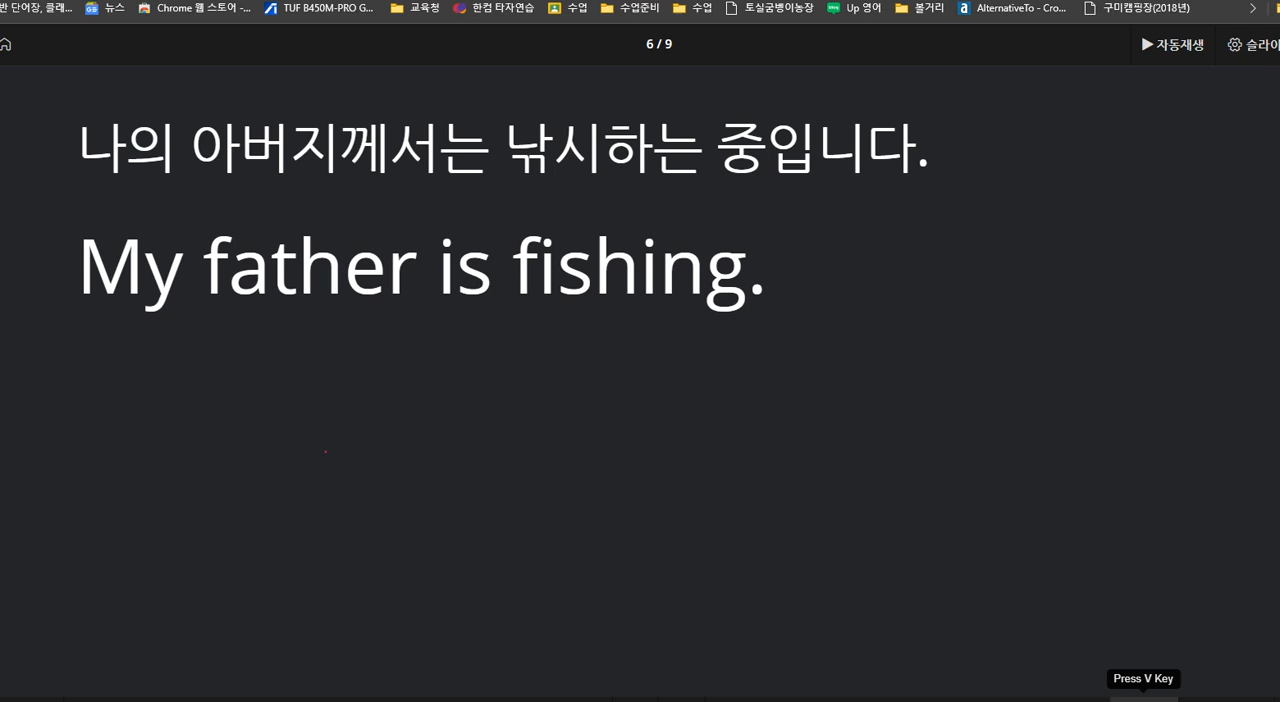 반 단어장, 클래... 뉴스 Chrome 웹 스토어 -... TUF B450M-PRO G... 교육청 한컴 타자연습 수업 수업준비 수업 토실굼벵이농장 Up 영어 볼거리 AlternativeTo - Cro... 구미캠핑장(2018년)
6 / 9 자동재생 슬라이
나의 아버지께서는 낚시하는 중입니다.
My father is fishing.
Press V Key